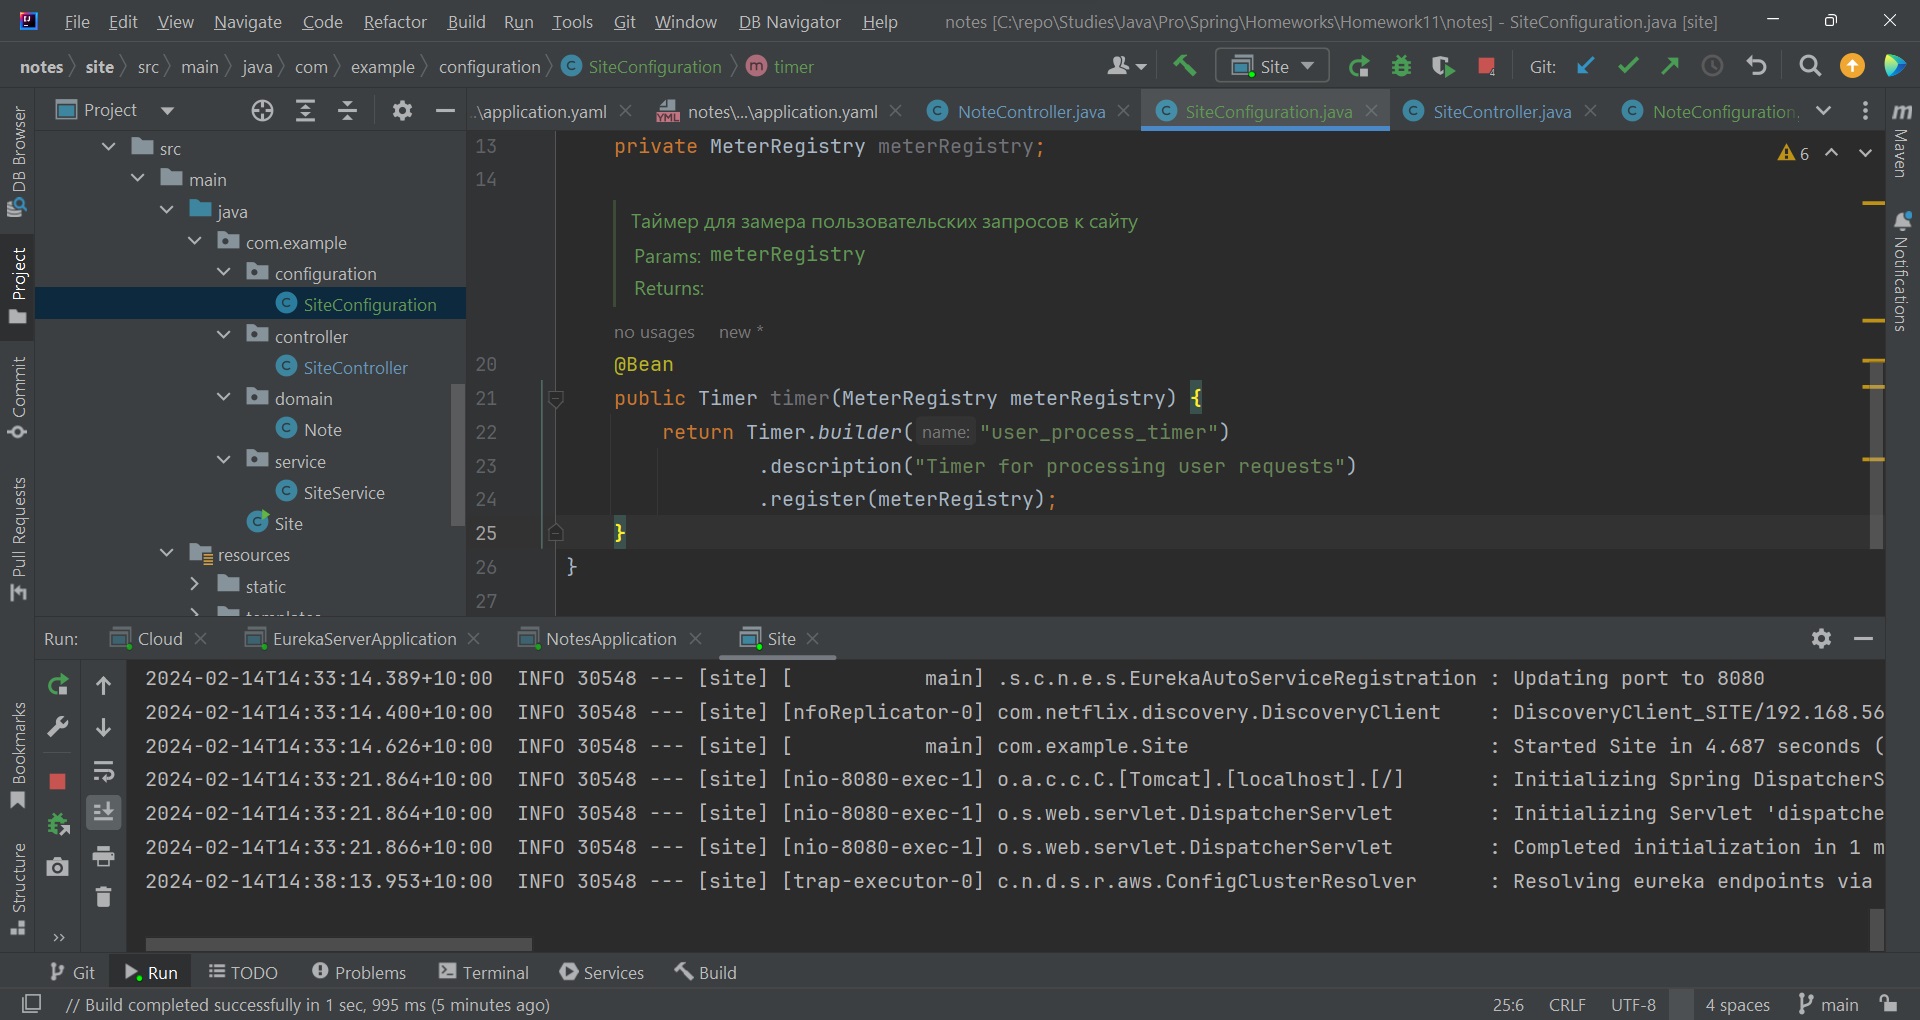 File Edit View Navigate Code Refactor Build Run Tools Git Window DB Navigator Help notes [C:\repo\Studies\Java\Pro\Spring\Homeworks\Homework11\notes] - SiteConfiguration.java [site]
notes site src main java com example configuration C SiteConfiguration m timer Site 4 Git:
Project
..\application.yaml YML notes\...\application.yaml C NoteController.java C SiteConfiguration.java C SiteController.java C NoteConfiguration.
DB Browser
Project
Commit
Pull Requests
Bookmarks
Structure
m Maven
Notifications
src
main
java
com.example
configuration
C SiteConfiguration
controller
C SiteController
domain
C Note
service
C SiteService
C Site
resources
static
templates
6
13 private MeterRegistry meterRegistry;
14
Таймер для замера пользовательских запросов к сайту
Params: meterRegistry
Returns:
no usages new *
20 @Bean
21 public Timer timer(MeterRegistry meterRegistry) {
22 return Timer.builder( name: "user_process_timer")
23 .description("Timer for processing user requests")
24 .register(meterRegistry);
25 }
26 }
27
Run: Cloud EurekaServerApplication NotesApplication Site
2024-02-14T14:33:14.389+10:00 INFO 30548 --- [site] [ main] .s.c.n.e.s.EurekaAutoServiceRegistration : Updating port to 8080
2024-02-14T14:33:14.400+10:00 INFO 30548 --- [site] [nfoReplicator-0] com.netflix.discovery.DiscoveryClient : DiscoveryClient_SITE/192.168.56
2024-02-14T14:33:14.626+10:00 INFO 30548 --- [site] [ main] com.example.Site : Started Site in 4.687 seconds (
2024-02-14T14:33:21.864+10:00 INFO 30548 --- [site] [nio-8080-exec-1] o.a.c.c.C.[Tomcat].[localhost].[/] : Initializing Spring DispatcherS
2024-02-14T14:33:21.864+10:00 INFO 30548 --- [site] [nio-8080-exec-1] o.s.web.servlet.DispatcherServlet : Initializing Servlet 'dispatche
2024-02-14T14:33:21.866+10:00 INFO 30548 --- [site] [nio-8080-exec-1] o.s.web.servlet.DispatcherServlet : Completed initialization in 1 m
2024-02-14T14:38:13.953+10:00 INFO 30548 --- [site] [trap-executor-0] c.n.d.s.r.aws.ConfigClusterResolver : Resolving eureka endpoints via
Git Run TODO Problems Terminal Services Build
// Build completed successfully in 1 sec, 995 ms (5 minutes ago) 25:6 CRLF UTF-8 4 spaces main